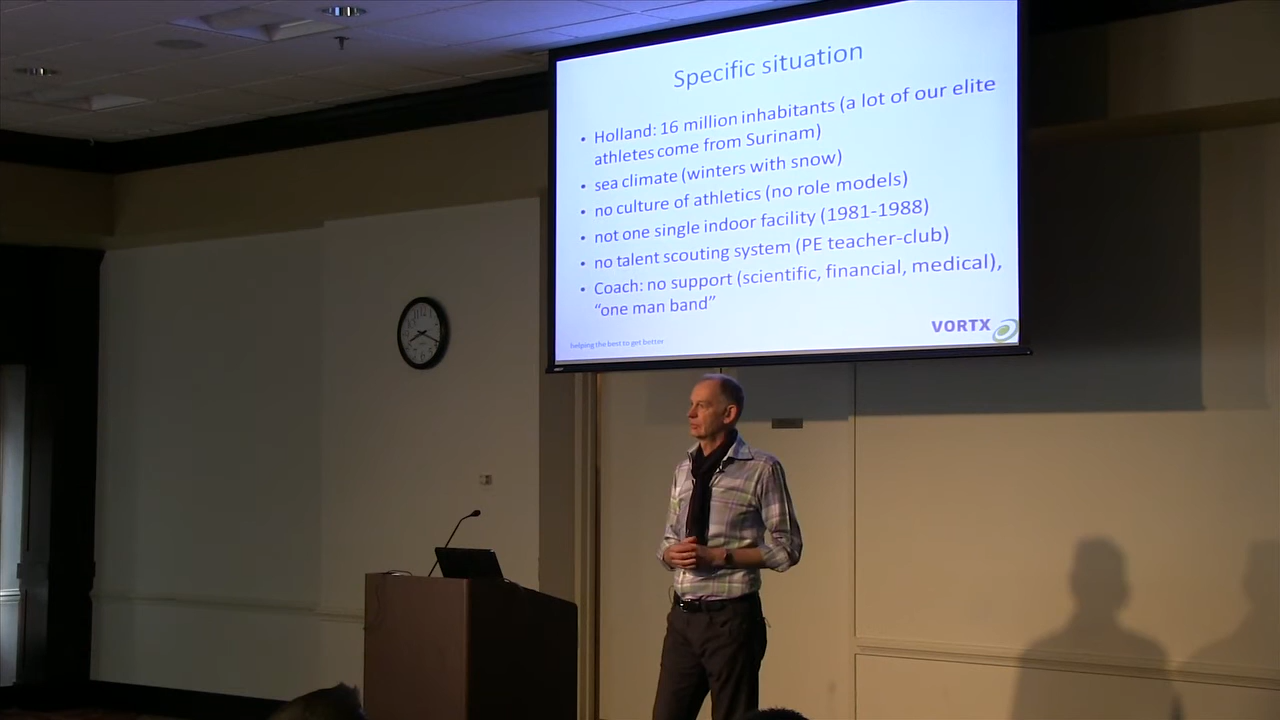 Specific situation
• Holland: 16 million inhabitants (a lot of our elite
athletes come from Surinam)
• sea climate (winters with snow)
• no culture of athletics (no role models)
• not one single indoor facility (1981-1988)
• no talent scouting system (PE teacher-club)
• Coach: no support (scientific, financial, medical),
“one man band”
VORTX
helping the best to get better